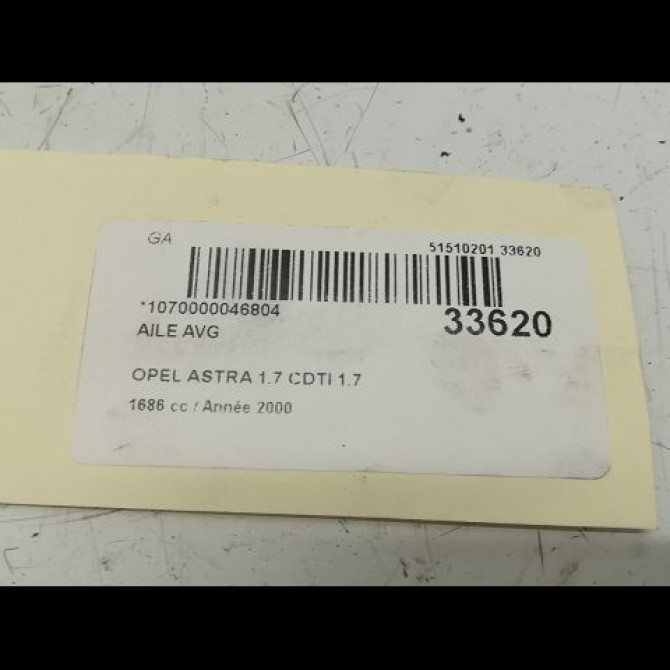 GA
51510201 33620
*1070000046804
33620
AILE AVG
OPEL ASTRA 1.7 CDTI 1.7
1686 cc / Année 2000